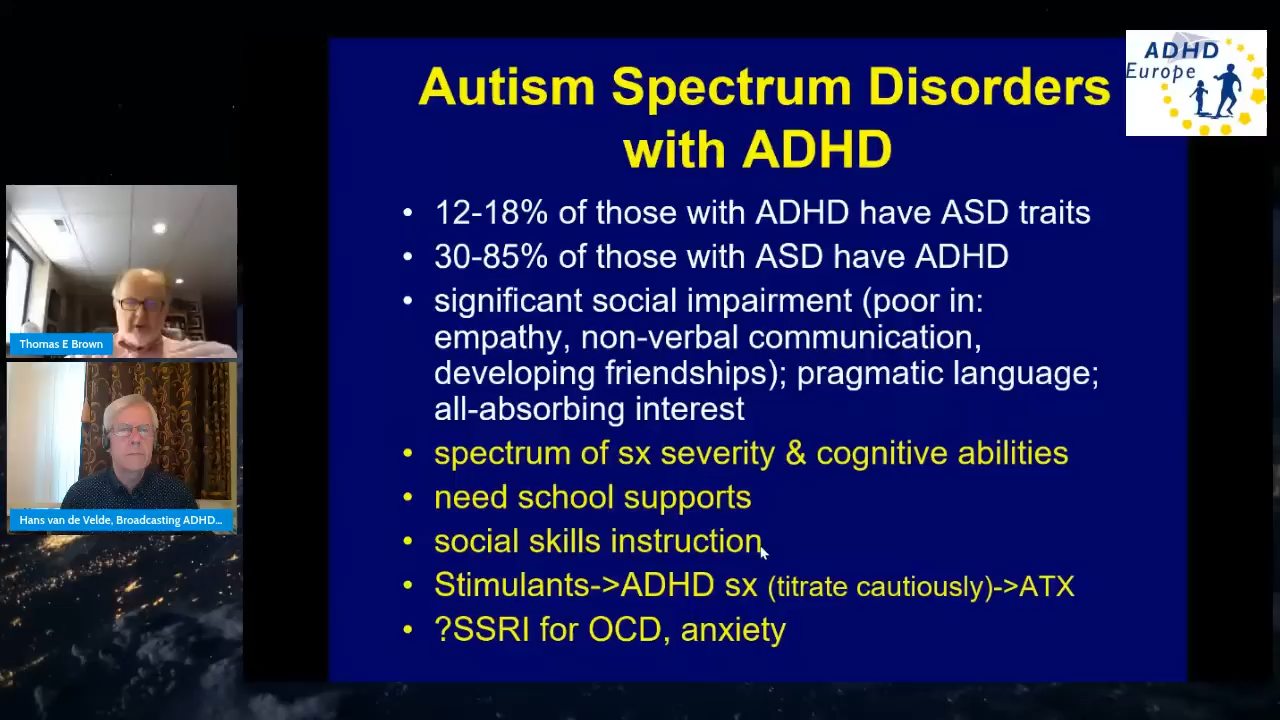 Autism Spectrum Disorders
with ADHD
• 12-18% of those with ADHD have ASD traits
• 30-85% of those with ASD have ADHD
• significant social impairment (poor in:
empathy, non-verbal communication,
developing friendships); pragmatic language;
all-absorbing interest
• spectrum of sx severity & cognitive abilities
• need school supports
• social skills instruction
• Stimulants->ADHD sx (titrate cautiously)->ATX
• ?SSRI for OCD, anxiety
ADHD
Europe
Thomas E Brown
Hans van de Velde, Broadcasting ADHD...